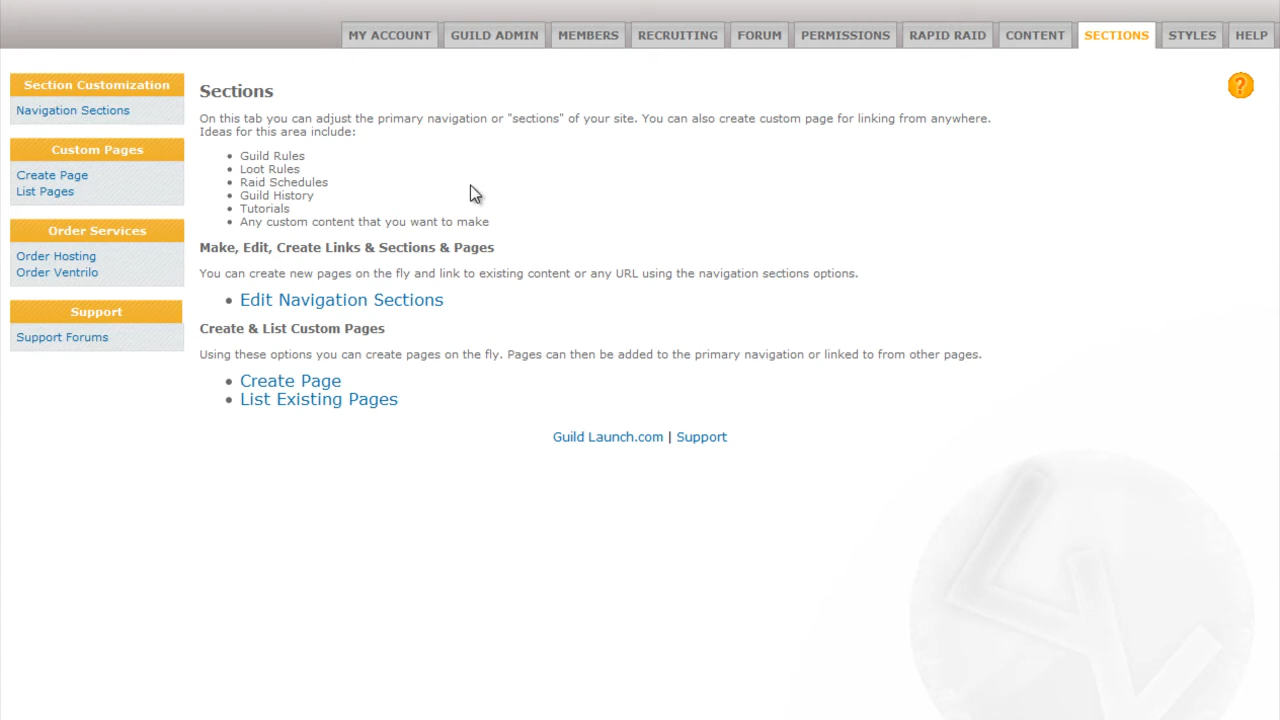 MY ACCOUNT GUILD ADMIN MEMBERS RECRUITING FORUM PERMISSIONS RAPID RAID CONTENT SECTIONS STYLES HELP
Section Customization
Navigation Sections
Custom Pages
Create Page
List Pages
Order Services
Order Hosting
Order Ventrilo
Support
Support Forums
Sections
?
On this tab you can adjust the primary navigation or "sections" of your site. You can also create custom page for linking from anywhere.
Ideas for this area include:
• Guild Rules
• Loot Rules
• Raid Schedules
• Guild History
• Tutorials
• Any custom content that you want to make
Make, Edit, Create Links & Sections & Pages
You can create new pages on the fly and link to existing content or any URL using the navigation sections options.
• Edit Navigation Sections
Create & List Custom Pages
Using these options you can create pages on the fly. Pages can then be added to the primary navigation or linked to from other pages.
• Create Page
• List Existing Pages
Guild Launch.com | Support